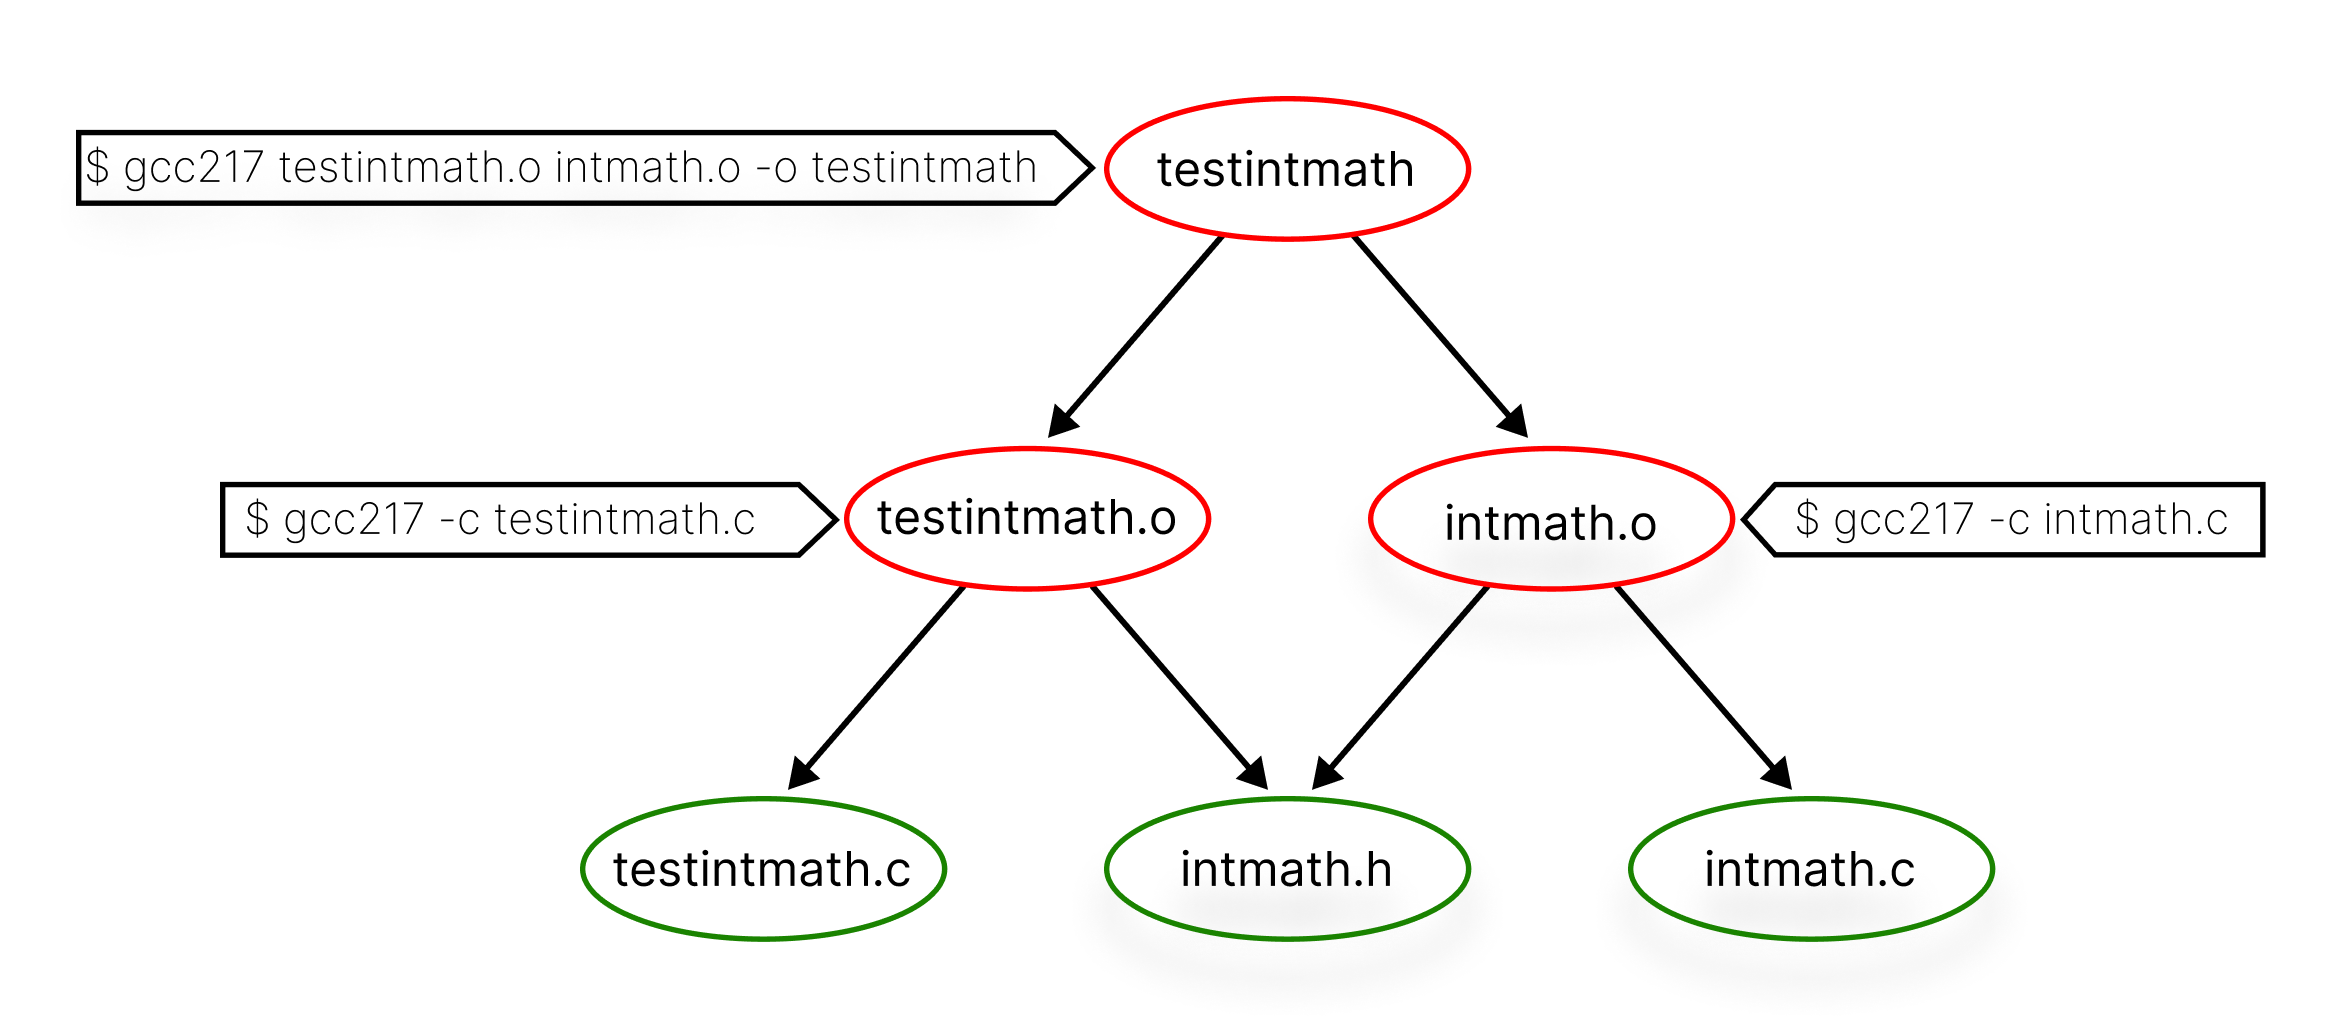 $ gcc217 testintmath.o intmath.o -o testintmath
testintmath
$ gcc217 -c testintmath.c
testintmath.o
intmath.o
$ gcc217 -c intmath.c
testintmath.c
intmath.h
intmath.c